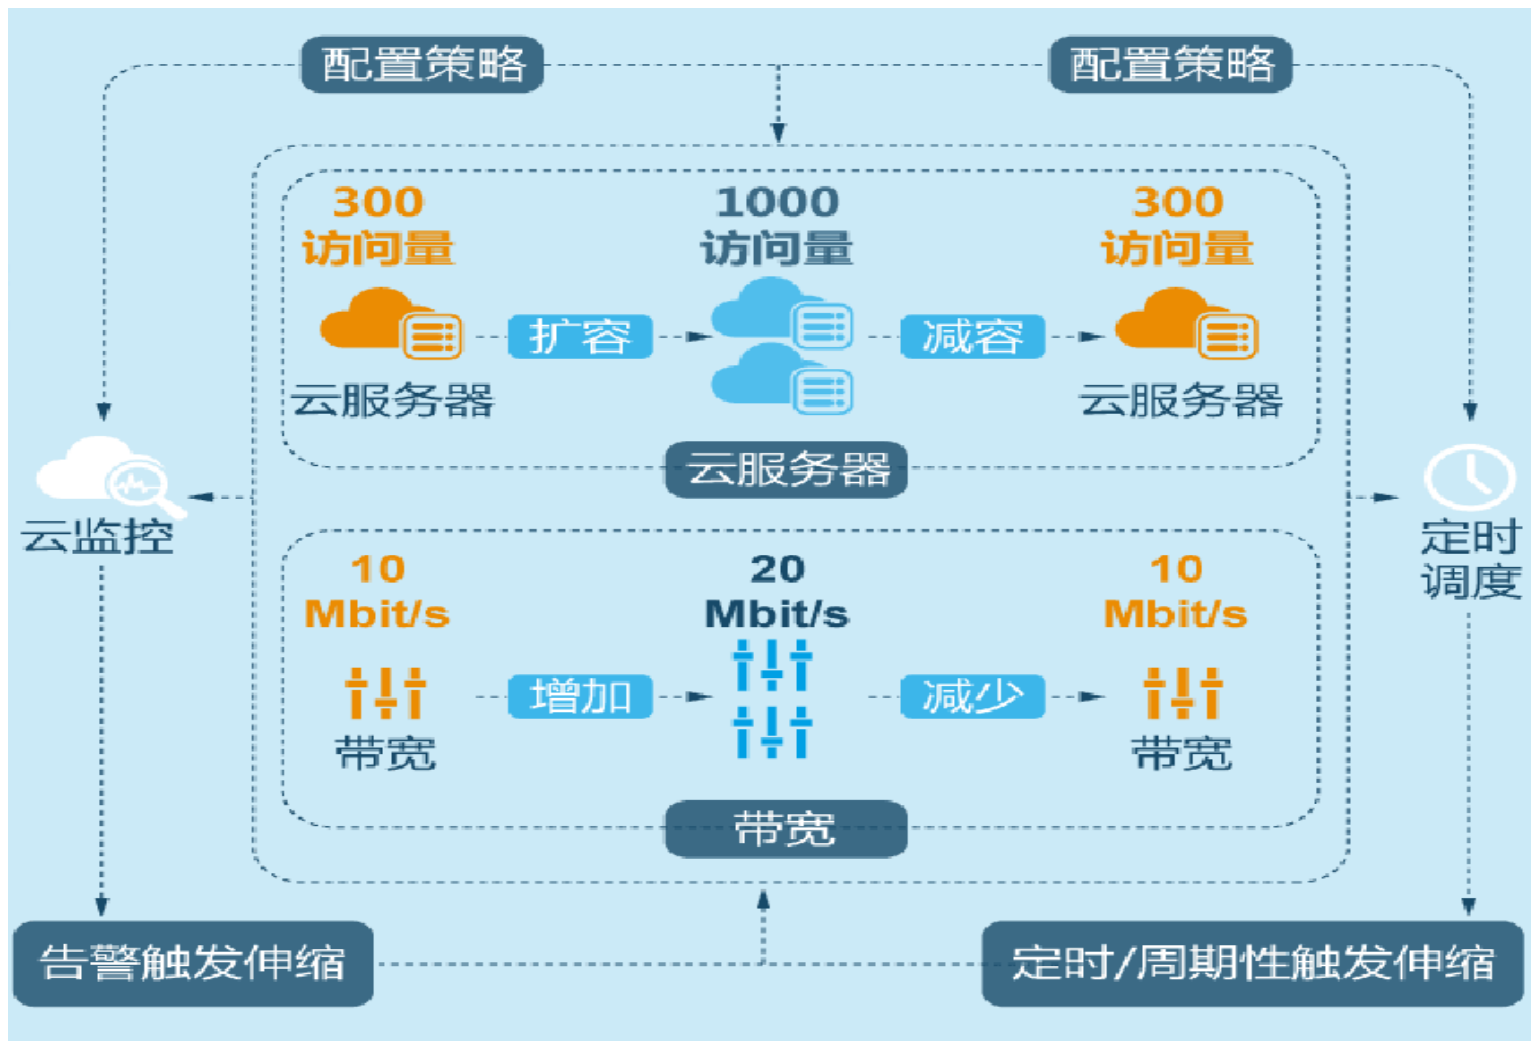 配置策略
配置策略
300
访问量
1000
访问量
300
访问量
扩容
减容
云服务器
云服务器
云服务器
云监控
定时
调度
10
Mbit/s
20
Mbit/s
10
Mbit/s
增加
减少
带宽
带宽
带宽
告警触发伸缩
定时/周期性触发伸缩